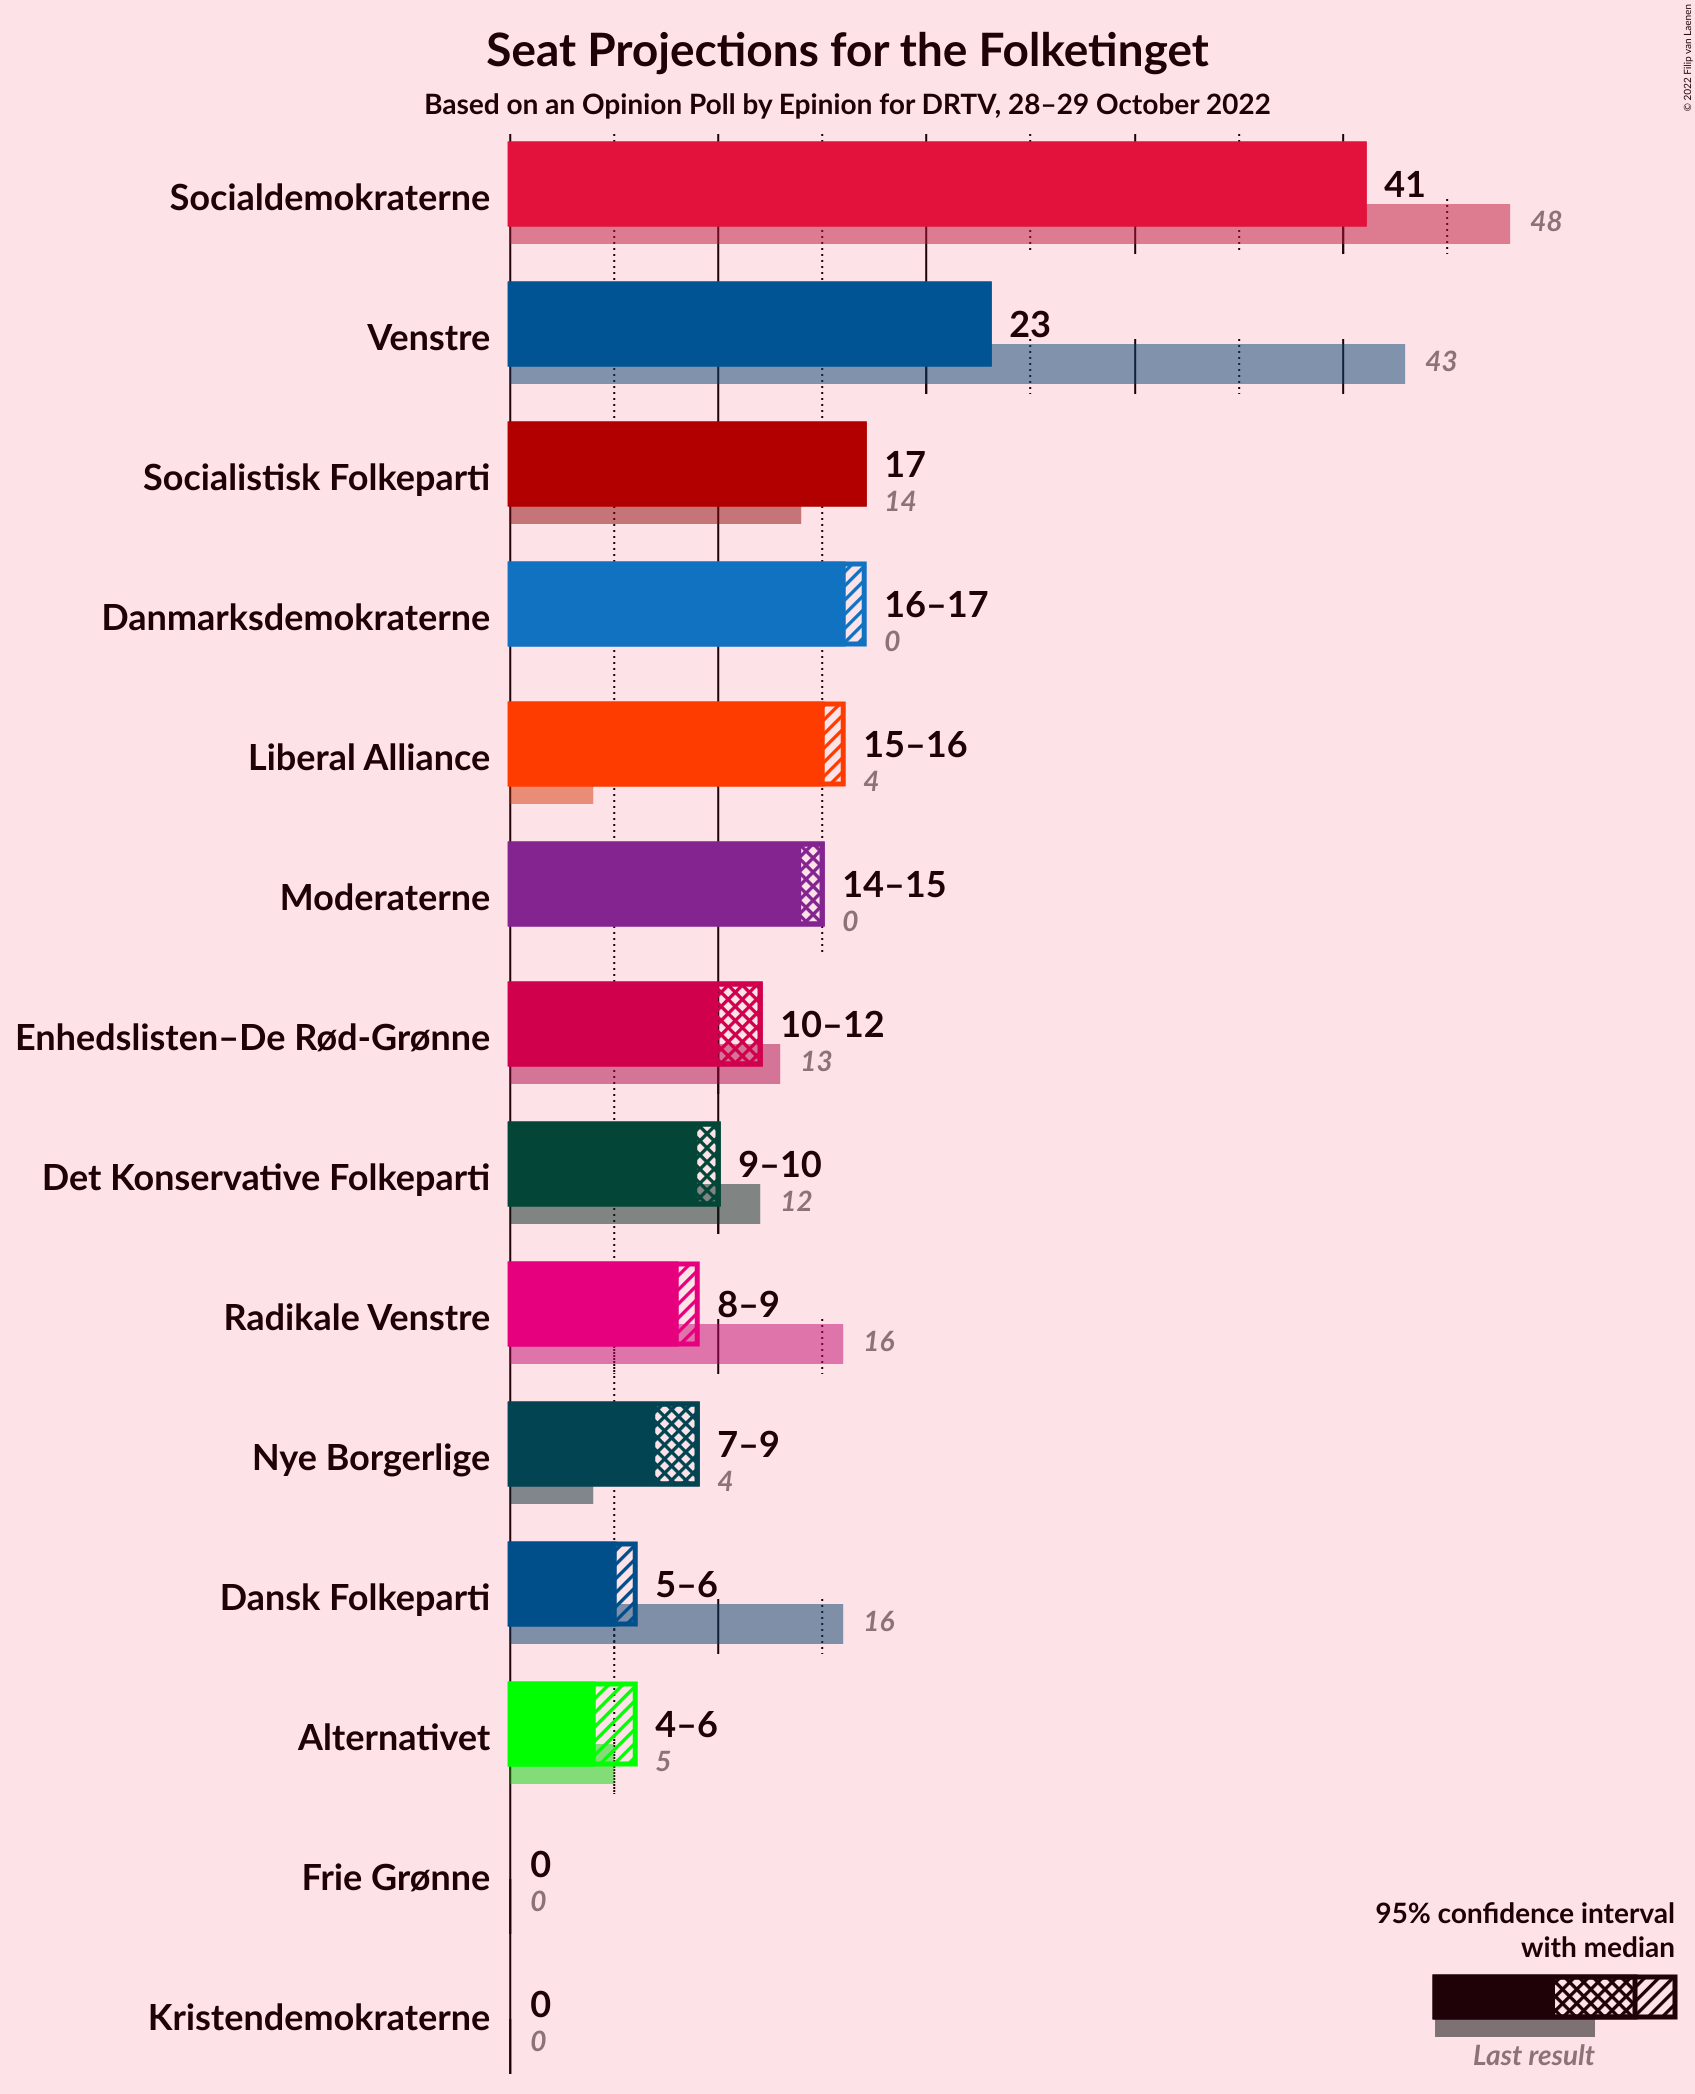 Seat Projections for the Folketinget
Based on an Opinion Poll by Epinion for DRTV, 28–29 October 2022
© 2022 Filip van Laenen
Socialdemokraterne
41
48
Venstre
23
43
Socialistisk Folkeparti
17
14
Danmarksdemokraterne
16–17
0
Liberal Alliance
15–16
4
Moderaterne
14–15
0
Enhedslisten–De Rød-Grønne
10–12
13
Det Konservative Folkeparti
9–10
12
Radikale Venstre
8–9
16
Nye Borgerlige
7–9
4
Dansk Folkeparti
5–6
16
Alternativet
4–6
5
Frie Grønne
0
0
Kristendemokraterne
0
0
95% confidence interval
with median
Last result